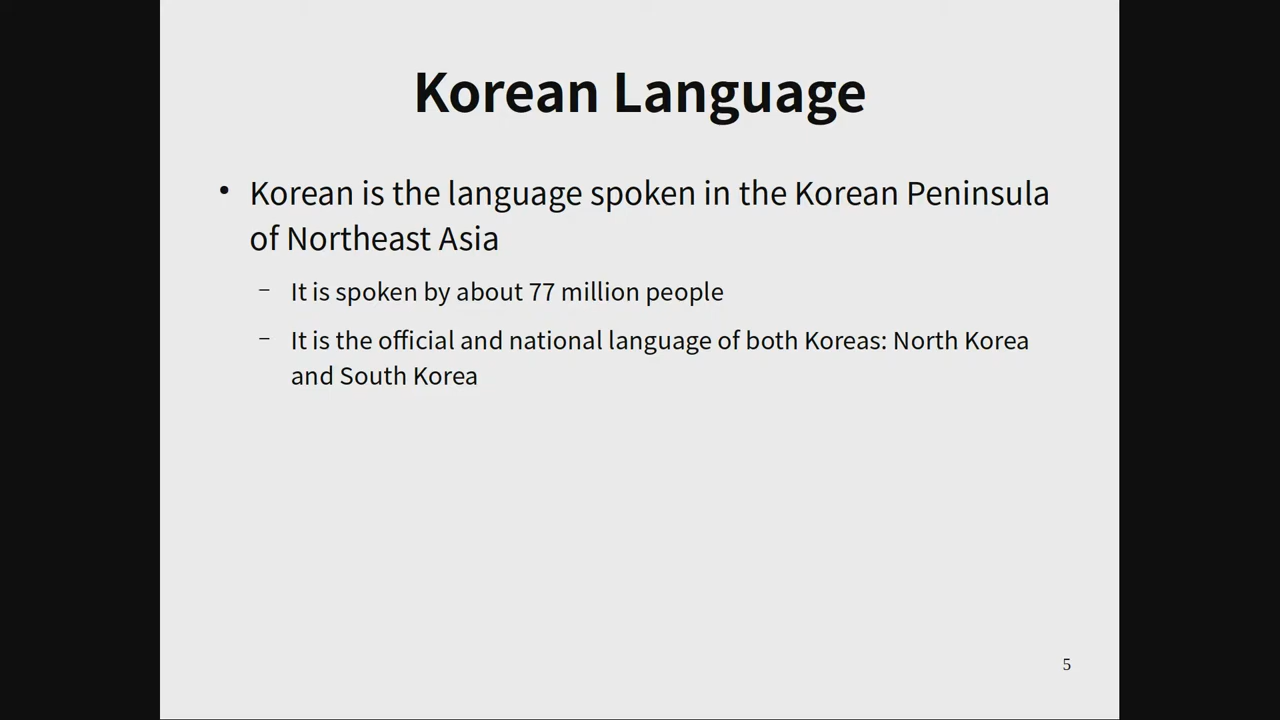 Korean Language
• Korean is the language spoken in the Korean Peninsula
of Northeast Asia
– It is spoken by about 77 million people
– It is the official and national language of both Koreas: North Korea
and South Korea
5